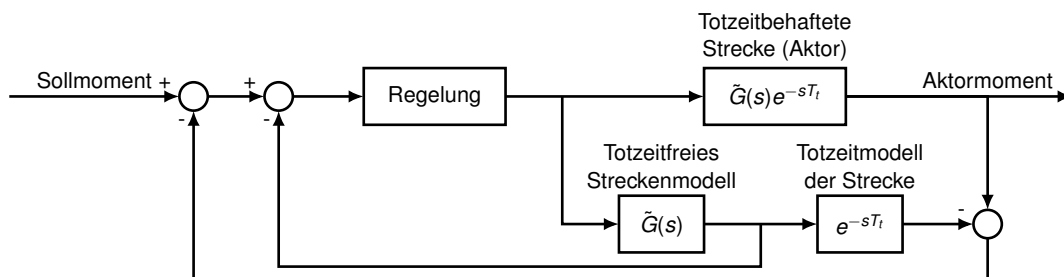 Totzeitbehaftete
Strecke (Aktor)
Sollmoment
+
+
Regelung
G̃(s)e^{-sT_t}
Aktormoment
-
-
Totzeitfreies
Streckenmodell
Totzeitmodell
der Strecke
G̃(s)
e^{-sT_t}
-